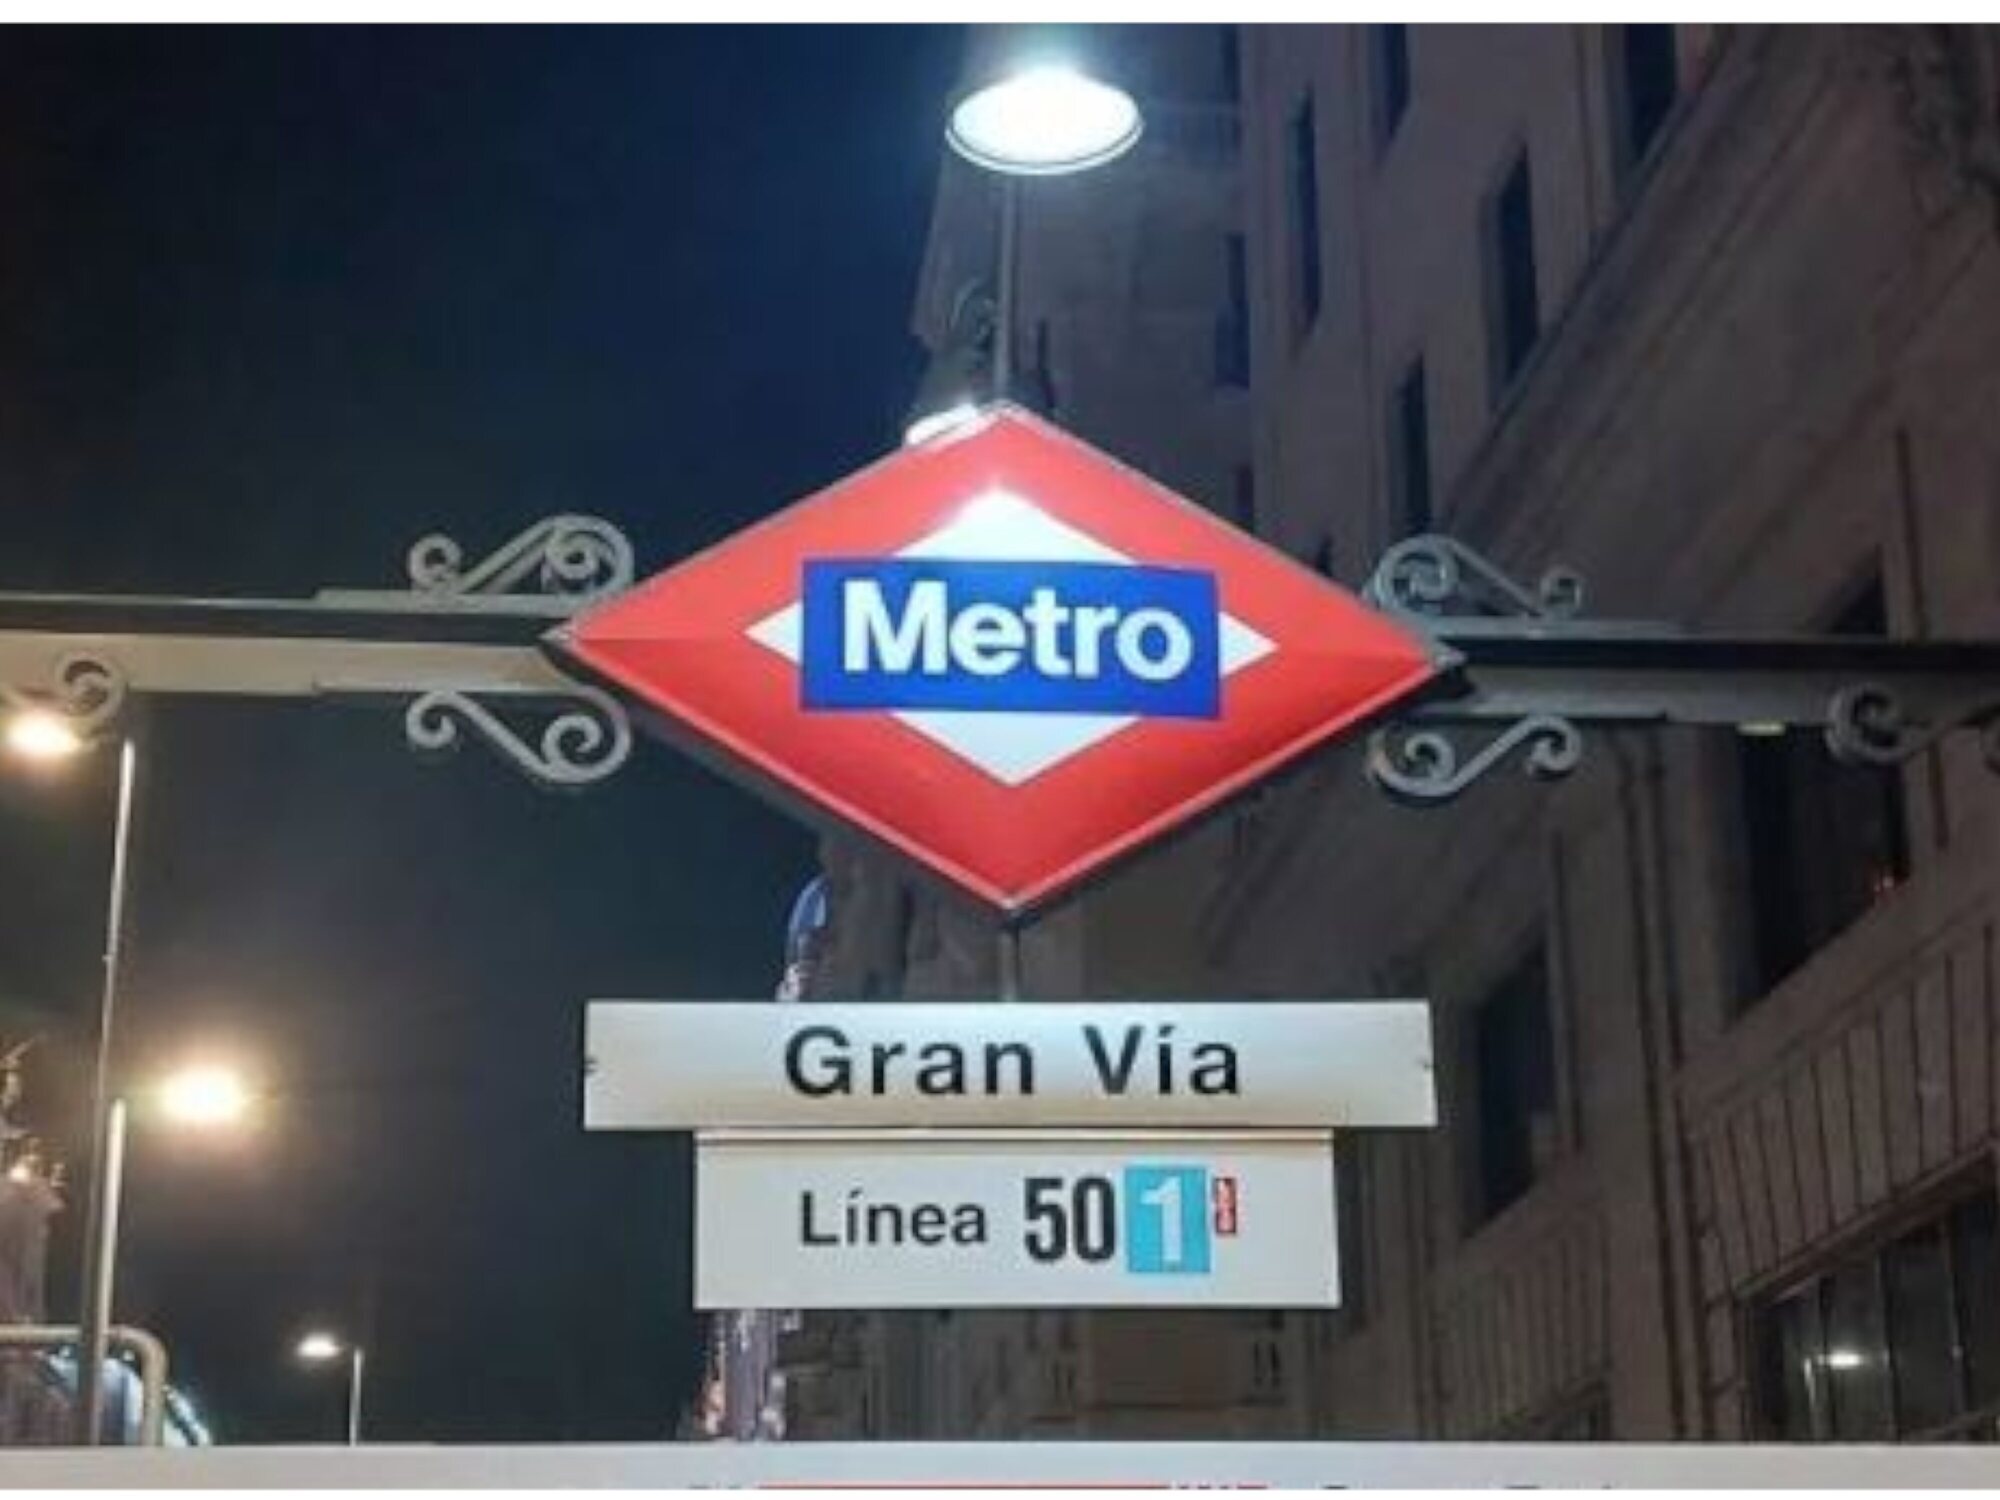 Metro
Gran Vía
Línea 501